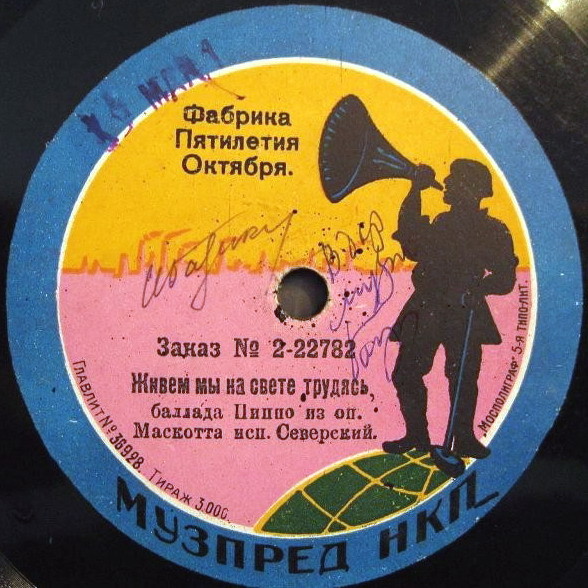 Фабрика
Пятилетия
Октября.
Заказ № 2-22782
Живем мы на свете трудясь,
баллада Пиппо из оп.
Маскотта исп. Северский.
Главлит № 36928. Тираж 3.000.
„Мосполиграф" 5-я типо-лит.
МУЗПРЕД НКП